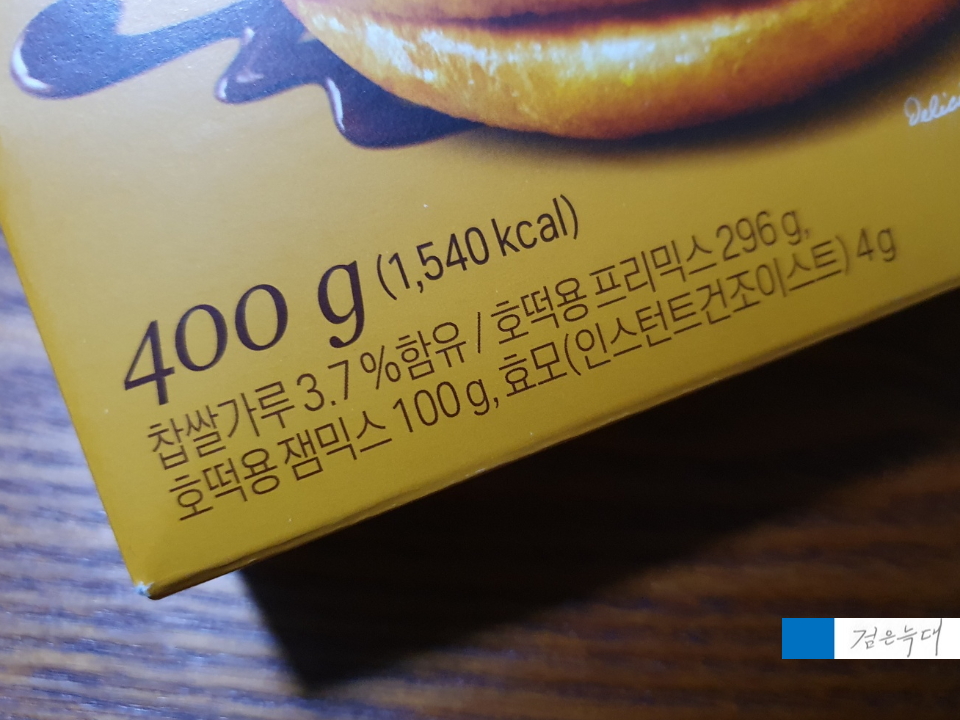 400 g (1,540 kcal)
찹쌀가루 3.7 %함유 / 호떡용 프리믹스 296 g,
호떡용 잼믹스 100 g, 효모(인스턴트건조이스트) 4 g
검은늑대